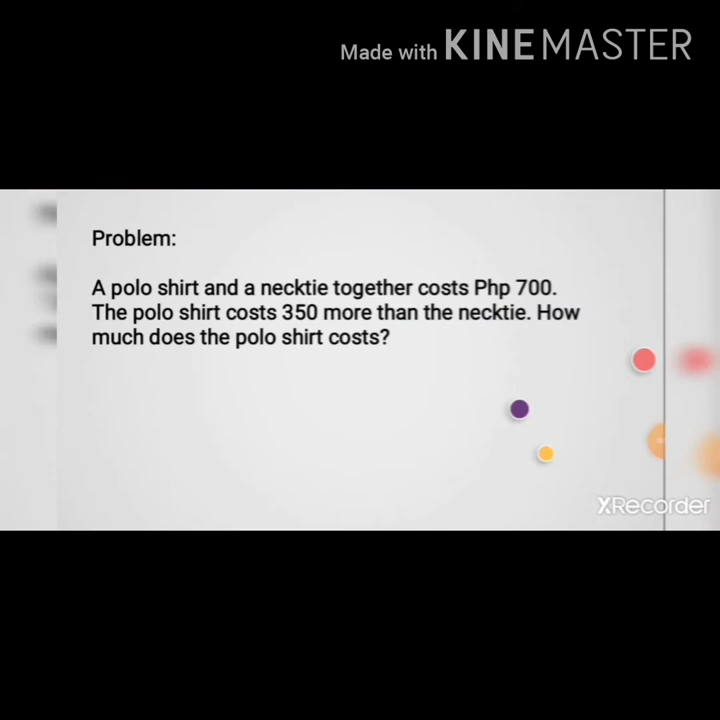 Made with KINEMASTER
Problem:
A polo shirt and a necktie together costs Php 700.
The polo shirt costs 350 more than the necktie. How
much does the polo shirt costs?
XRecorder